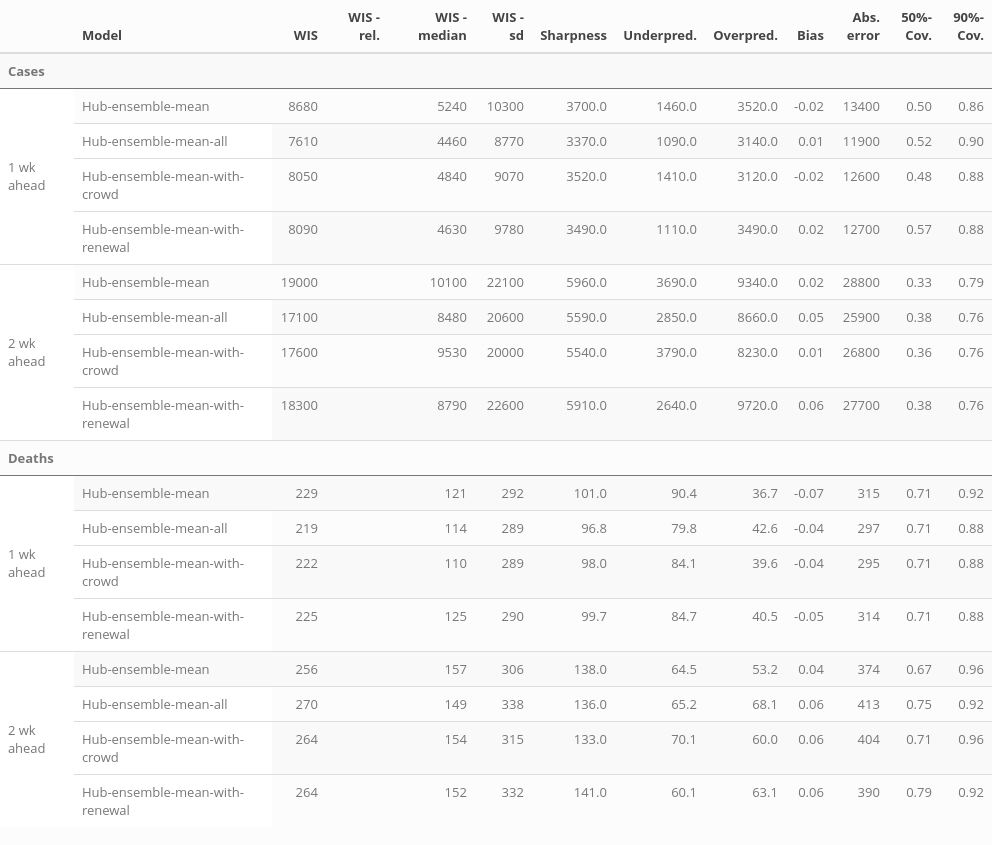 Model WIS WIS - rel. WIS - median WIS - sd Sharpness Underpred. Overpred. Bias Abs. error 50%-Cov. 90%-Cov.
Cases
1 wk ahead
Hub-ensemble-mean 8680 5240 10300 3700.0 1460.0 3520.0 -0.02 13400 0.50 0.86
Hub-ensemble-mean-all 7610 4460 8770 3370.0 1090.0 3140.0 0.01 11900 0.52 0.90
Hub-ensemble-mean-with-crowd 8050 4840 9070 3520.0 1410.0 3120.0 -0.02 12600 0.48 0.88
Hub-ensemble-mean-with-renewal 8090 4630 9780 3490.0 1110.0 3490.0 0.02 12700 0.57 0.88
2 wk ahead
Hub-ensemble-mean 19000 10100 22100 5960.0 3690.0 9340.0 0.02 28800 0.33 0.79
Hub-ensemble-mean-all 17100 8480 20600 5590.0 2850.0 8660.0 0.05 25900 0.38 0.76
Hub-ensemble-mean-with-crowd 17600 9530 20000 5540.0 3790.0 8230.0 0.01 26800 0.36 0.76
Hub-ensemble-mean-with-renewal 18300 8790 22600 5910.0 2640.0 9720.0 0.06 27700 0.38 0.76
Deaths
1 wk ahead
Hub-ensemble-mean 229 121 292 101.0 90.4 36.7 -0.07 315 0.71 0.92
Hub-ensemble-mean-all 219 114 289 96.8 79.8 42.6 -0.04 297 0.71 0.88
Hub-ensemble-mean-with-crowd 222 110 289 98.0 84.1 39.6 -0.04 295 0.71 0.88
Hub-ensemble-mean-with-renewal 225 125 290 99.7 84.7 40.5 -0.05 314 0.71 0.88
2 wk ahead
Hub-ensemble-mean 256 157 306 138.0 64.5 53.2 0.04 374 0.67 0.96
Hub-ensemble-mean-all 270 149 338 136.0 65.2 68.1 0.06 413 0.75 0.92
Hub-ensemble-mean-with-crowd 264 154 315 133.0 70.1 60.0 0.06 404 0.71 0.96
Hub-ensemble-mean-with-renewal 264 152 332 141.0 60.1 63.1 0.06 390 0.79 0.92